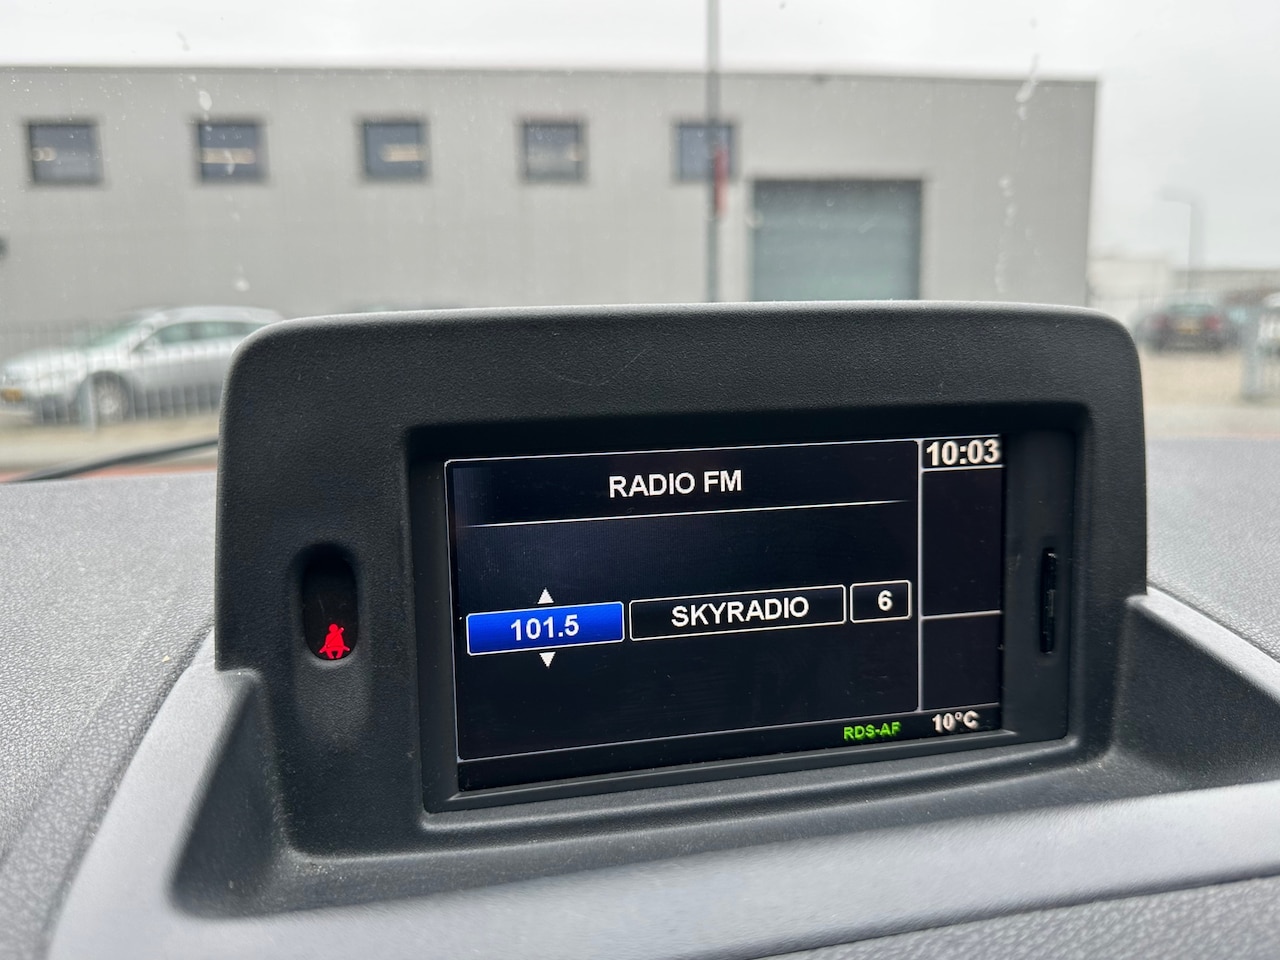 RADIO FM
10:03
101.5
SKYRADIO
6
RDS-AF
10°C